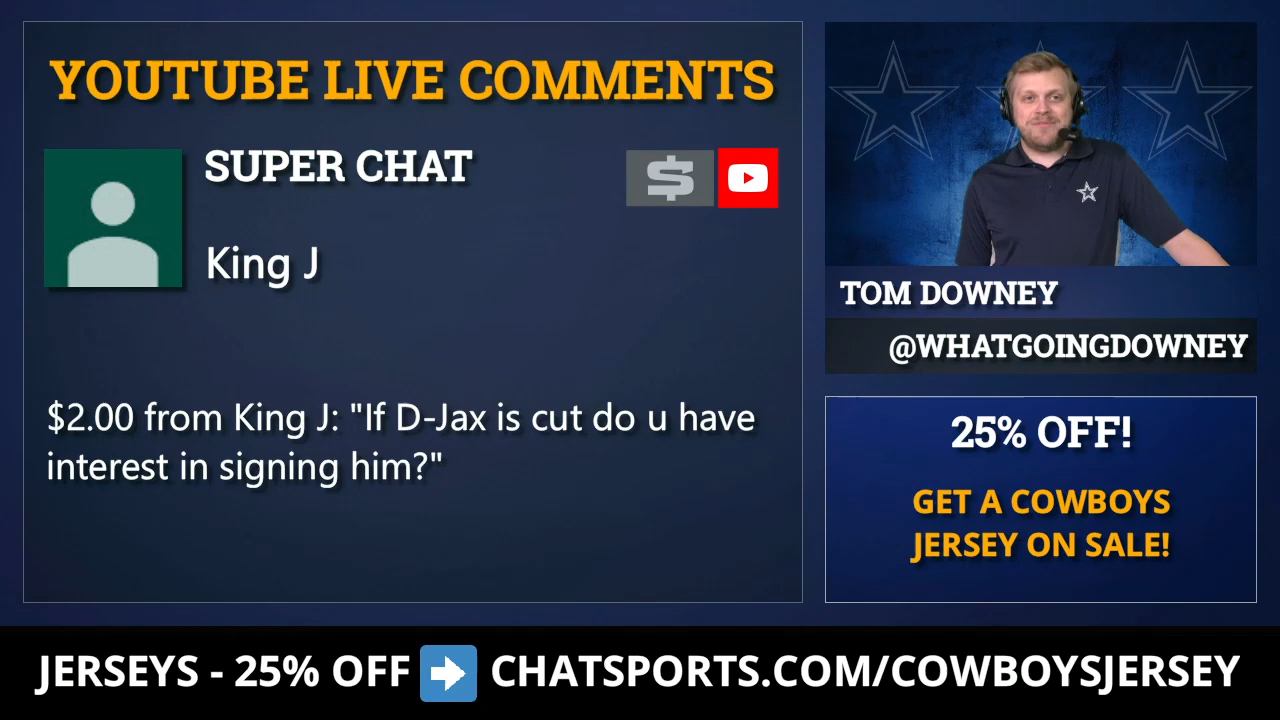 YOUTUBE LIVE COMMENTS
SUPER CHAT
King J
$2.00 from King J: "If D-Jax is cut do u have
interest in signing him?"
TOM DOWNEY
@WHATGOINGDOWNEY
25% OFF!
GET A COWBOYS
JERSEY ON SALE!
JERSEYS - 25% OFF ➡ CHATSPORTS.COM/COWBOYSJERSEY